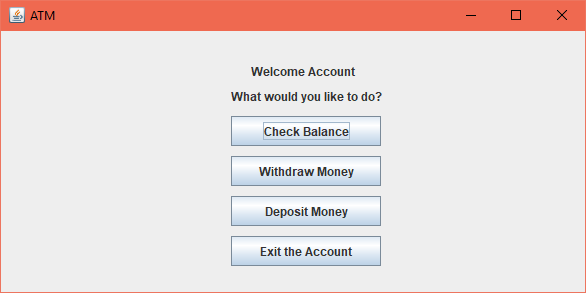 ATM
Welcome Account
What would you like to do?
Check Balance
Withdraw Money
Deposit Money
Exit the Account